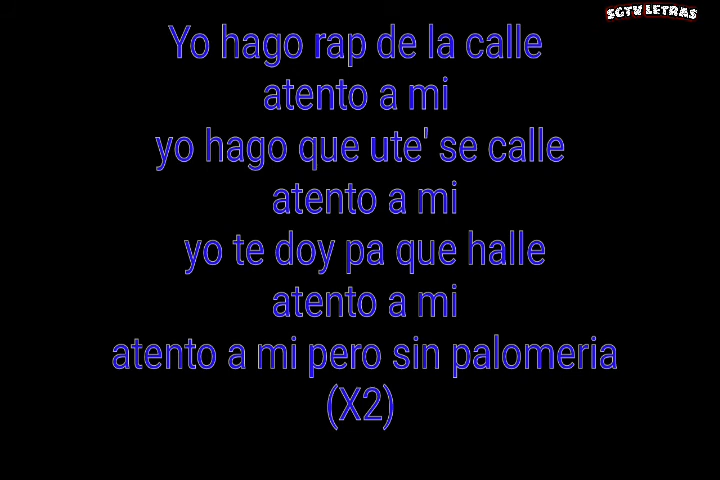 SGTV LETRAS
Yo hago rap de la calle
atento a mi
yo hago que ute' se calle
atento a mi
yo te doy pa que halle
atento a mi
atento a mi pero sin palomeria
(X2)